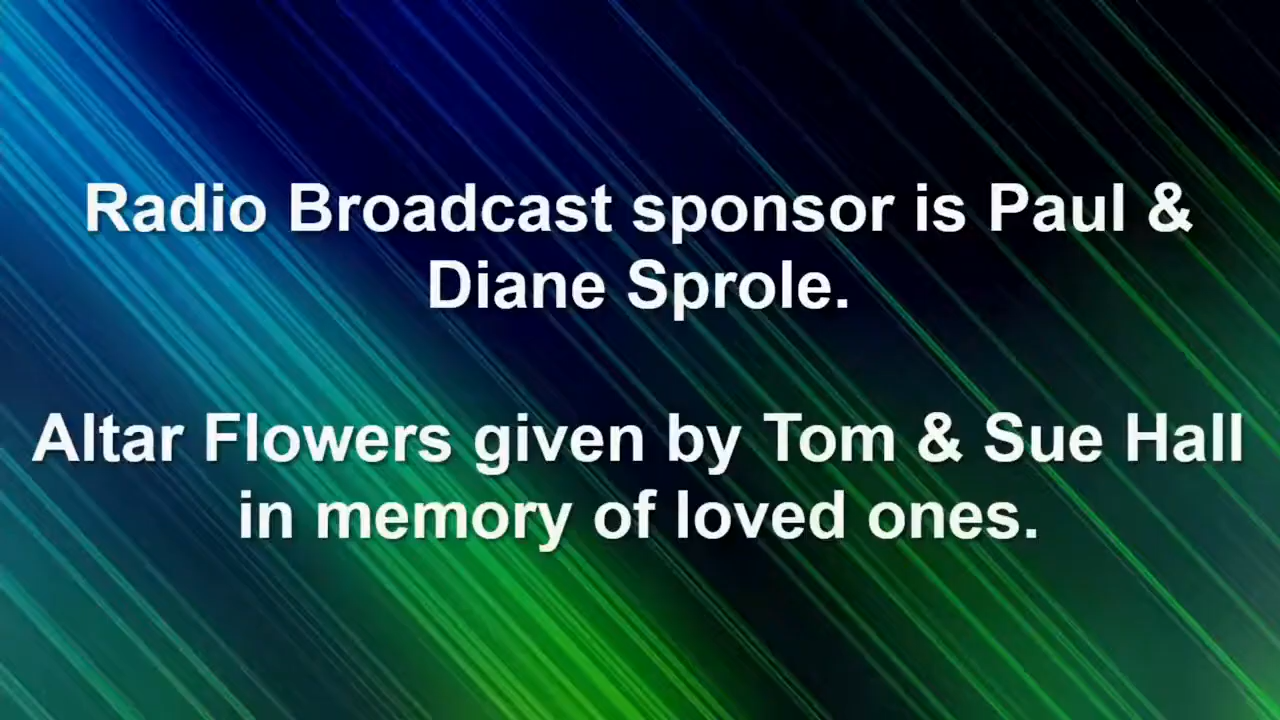 Radio Broadcast sponsor is Paul &
Diane Sprole.
Altar Flowers given by Tom & Sue Hall
in memory of loved ones.